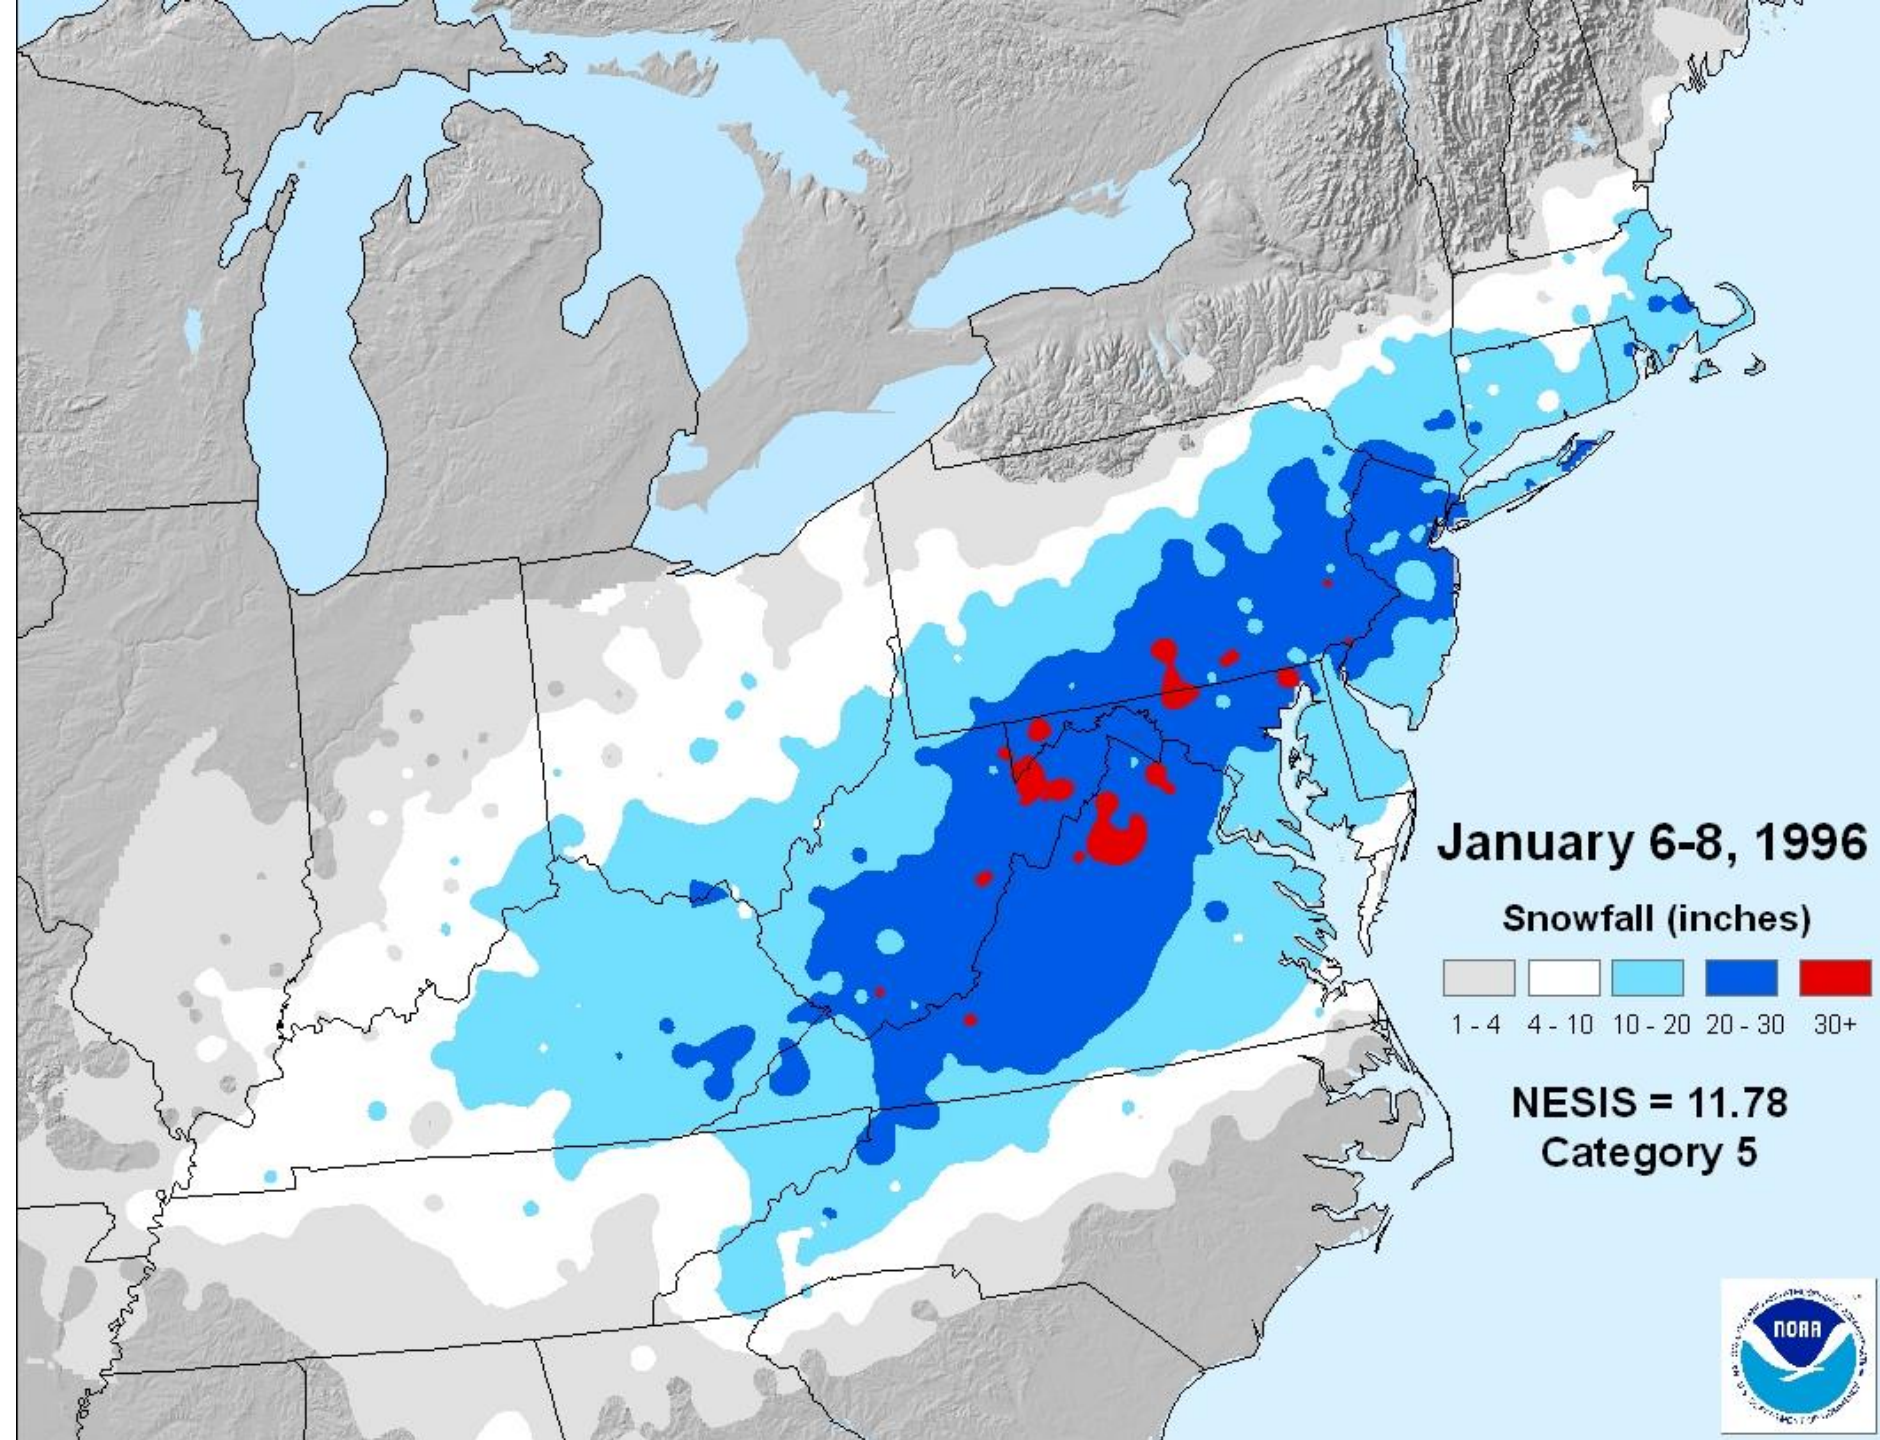 January 6-8, 1996
Snowfall (inches)
1 - 4 4 - 10 10 - 20 20 - 30 30+
NESIS = 11.78
Category 5
NOAA